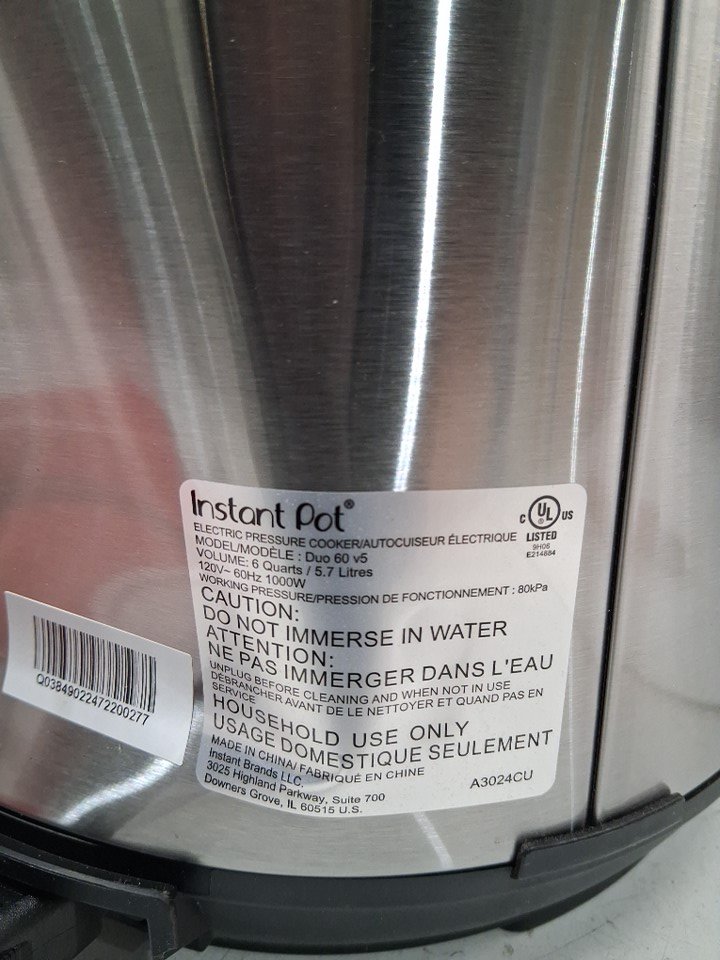 Instant Pot®
ELECTRIC PRESSURE COOKER/AUTOCUISEUR ÉLECTRIQUE
MODEL/MODÈLE : Duo 60 v5
VOLUME: 6 Quarts / 5.7 Litres
120V~ 60Hz 1000W
WORKING PRESSURE/PRESSION DE FONCTIONNEMENT : 80kPa
C UL® US
LISTED
9H06
E214884
CAUTION:
DO NOT IMMERSE IN WATER
ATTENTION:
NE PAS IMMERGER DANS L'EAU
UNPLUG BEFORE CLEANING AND WHEN NOT IN USE
DÉBRANCHER AVANT DE LE NETTOYER ET QUAND PAS EN
SERVICE
HOUSEHOLD USE ONLY
USAGE DOMESTIQUE SEULEMENT
MADE IN CHINA/ FABRIQUÉ EN CHINE
Instant Brands LLC.
3025 Highland Parkway, Suite 700
Downers Grove, IL 60515 U.S.
A3024CU
Q03849022472200277